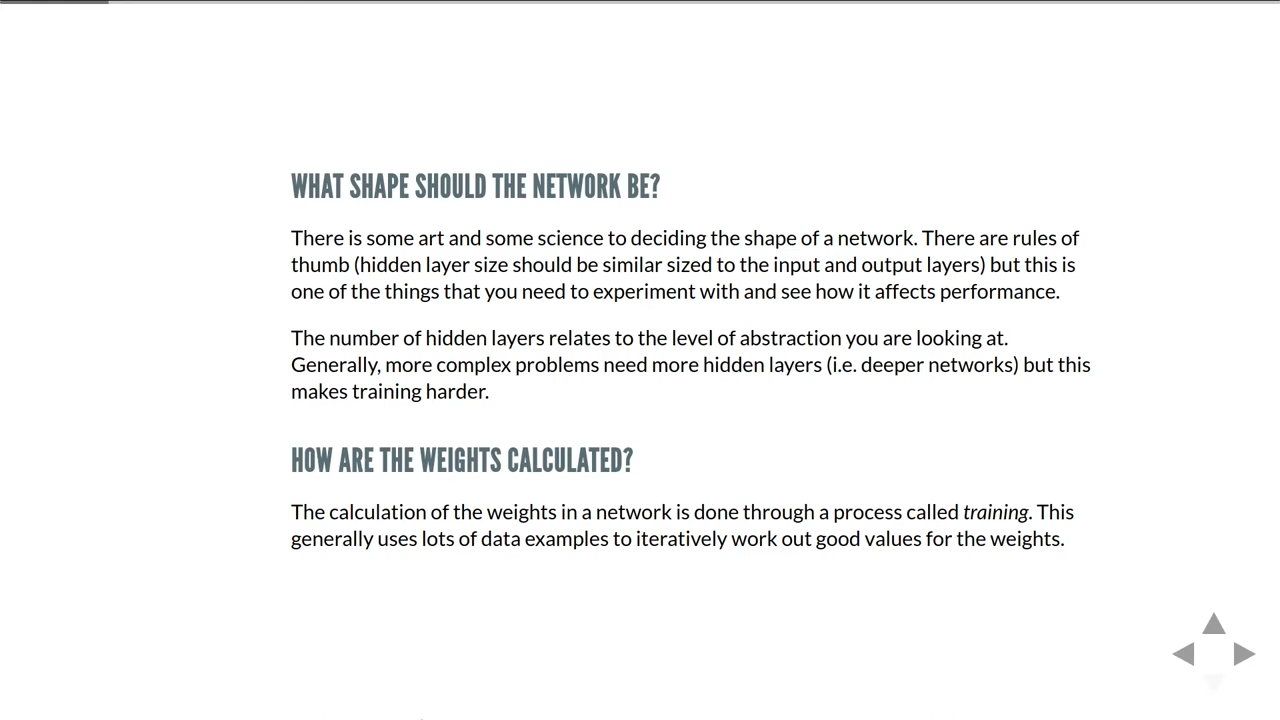 WHAT SHAPE SHOULD THE NETWORK BE?
There is some art and some science to deciding the shape of a network. There are rules of
thumb (hidden layer size should be similar sized to the input and output layers) but this is
one of the things that you need to experiment with and see how it affects performance.
The number of hidden layers relates to the level of abstraction you are looking at.
Generally, more complex problems need more hidden layers (i.e. deeper networks) but this
makes training harder.
HOW ARE THE WEIGHTS CALCULATED?
The calculation of the weights in a network is done through a process called training. This
generally uses lots of data examples to iteratively work out good values for the weights.